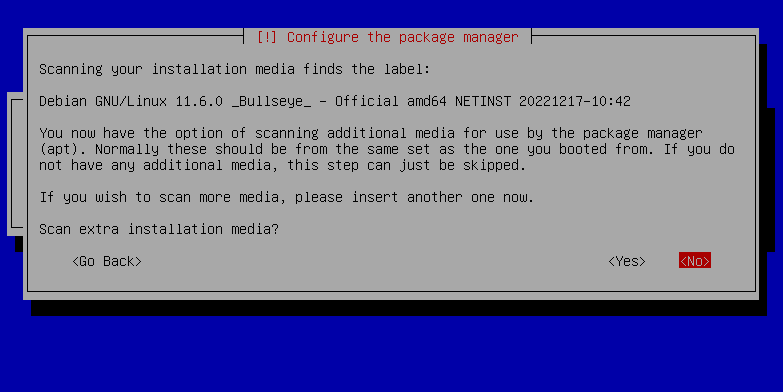 [!] Configure the package manager
Scanning your installation media finds the label:
Debian GNU/Linux 11.6.0 _Bullseye_ - Official amd64 NETINST 20221217-10:42
You now have the option of scanning additional media for use by the package manager
(apt). Normally these should be from the same set as the one you booted from. If you do
not have any additional media, this step can just be skipped.
If you wish to scan more media, please insert another one now.
Scan extra installation media?
<Go Back> <Yes> <No>